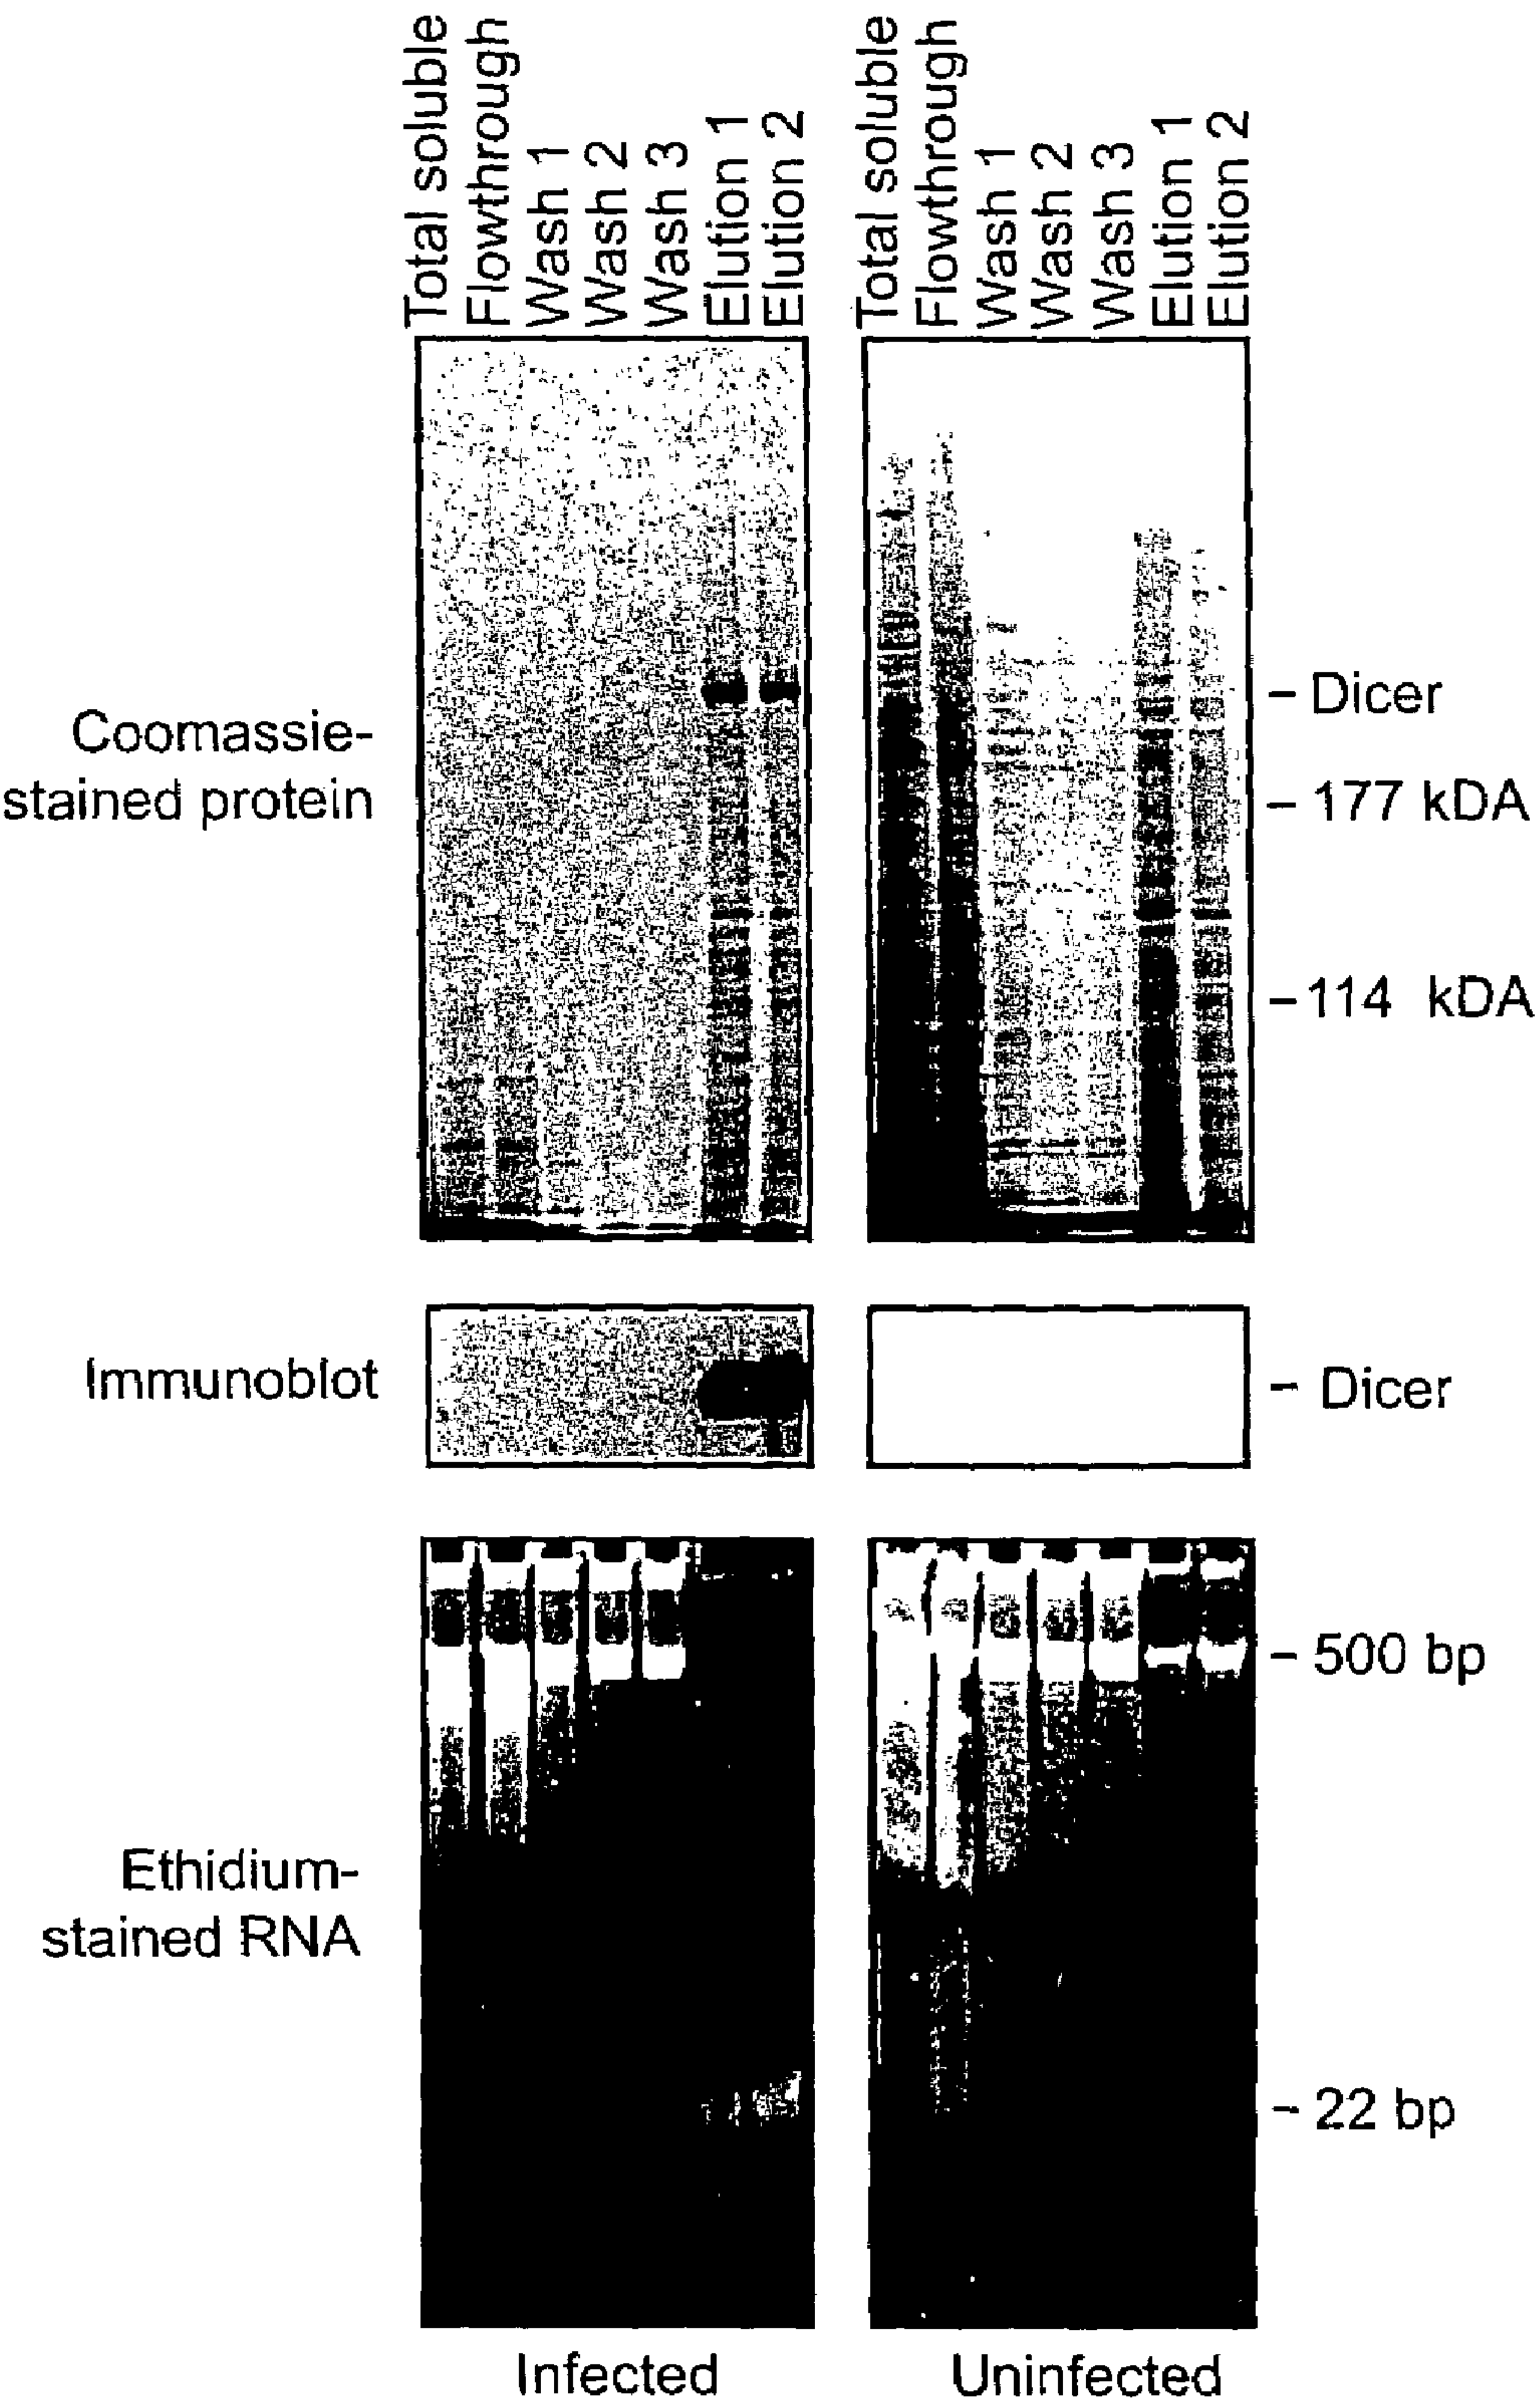 Total soluble
Flowthrough
Wash 1
Wash 2
Wash 3
Elution 1
Elution 2
Total soluble
Flowthrough
Wash 1
Wash 2
Wash 3
Elution 1
Elution 2
Coomassie-
stained protein
- Dicer
- 177 kDA
- 114 kDA
Immunoblot
- Dicer
Ethidium-
stained RNA
- 500 bp
- 22 bp
Infected
Uninfected